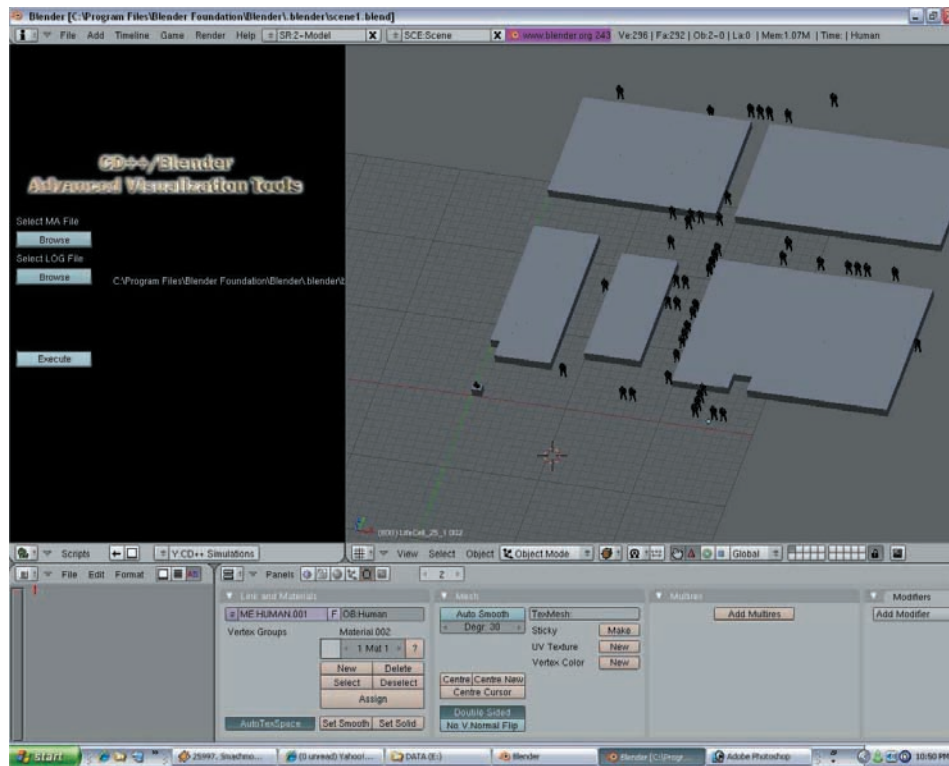 Blender [C:\Program Files\Blender Foundation\Blender\.blender\scene1.blend]
File Add Timeline Game Render Help SR:2-Model X SCE:Scene X www.blender.org 243 Ve:296 | Fa:292 | Ob:2-0 | La:0 | Mem:1.07M | Time: | Human
CD++/Blender
Advanced Visualization Tools
Select MA File
Browse
Select LOG File
Browse C:\Program Files\Blender Foundation\Blender\.blender\
Execute
Scripts Y:CD++ Simulations View Select Object Object Mode Global
File Edit Format Panels 2
Link and Materials Mesh Multires Modifiers
ME:HUMAN.001 F OB:Human Auto Smooth TexMesh: Add Multires Add Modifier
Vertex Groups Material.002 Degr: 30 Sticky Make
1 Mat 1 ? UV Texture New
Vertex Color New
New Delete
Select Deselect Centre Centre New
Assign Centre Cursor
Double Sided
AutoTexSpace Set Smooth Set Solid No V.Normal Flip
start (0 unread) Yahoo!... DATA (E:) Blender Blender [C:\Progr... Adobe Photoshop 10:50 PM